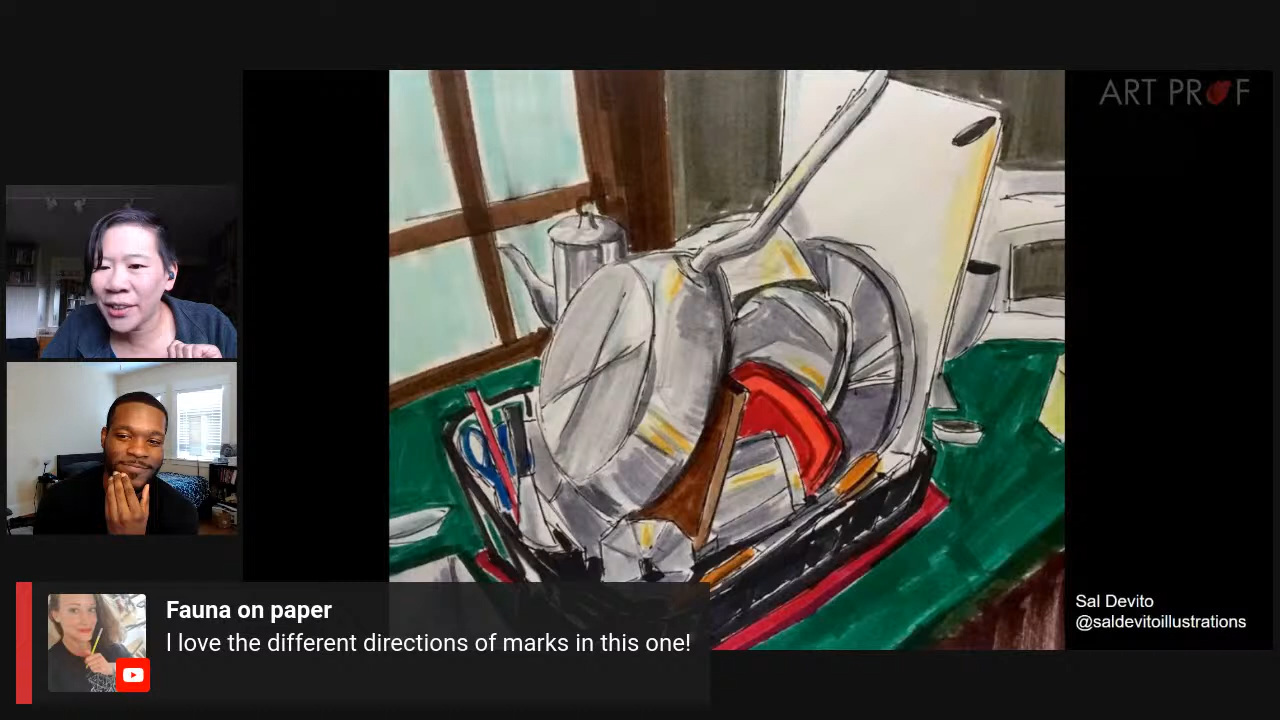 ART PROF
Sal Devito
@saldevitoillustrations
Fauna on paper
I love the different directions of marks in this one!